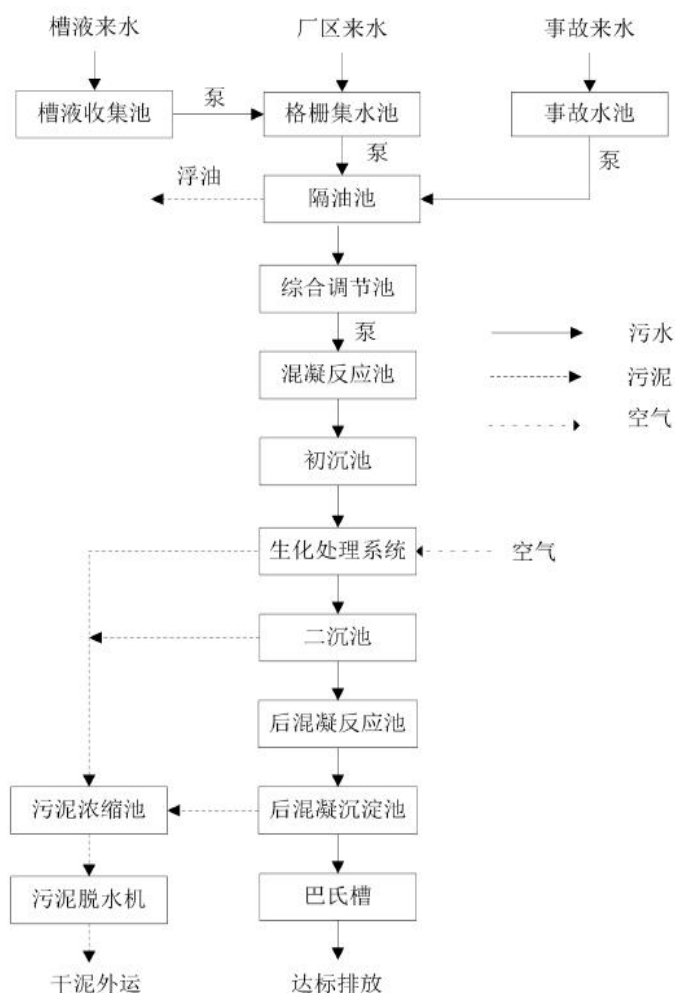 槽液来水
厂区来水
事故来水
槽液收集池
泵
格栅集水池
事故水池
泵
泵
浮油
隔油池
综合调节池
泵
污水
混凝反应池
污泥
空气
初沉池
生化处理系统
空气
二沉池
后混凝反应池
污泥浓缩池
后混凝沉淀池
污泥脱水机
巴氏槽
干泥外运
达标排放